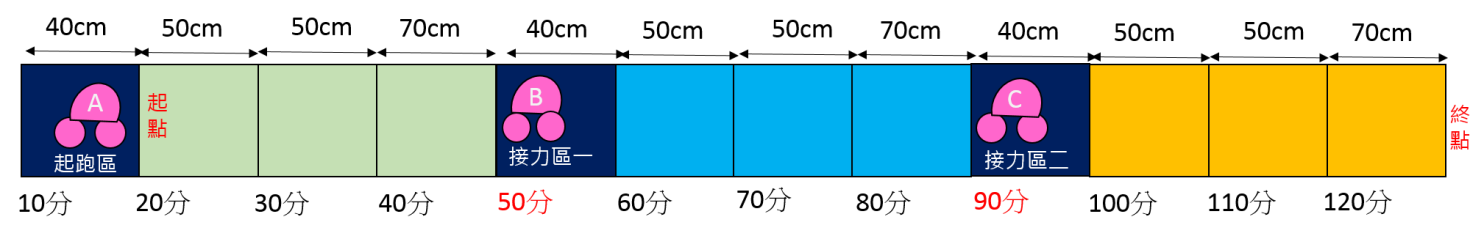 40cm 50cm 50cm 70cm 40cm 50cm 50cm 70cm 40cm 50cm 50cm 70cm
A
起點
起跑區
B
接力區一
C
接力區二
終點
10分 20分 30分 40分 50分 60分 70分 80分 90分 100分 110分 120分